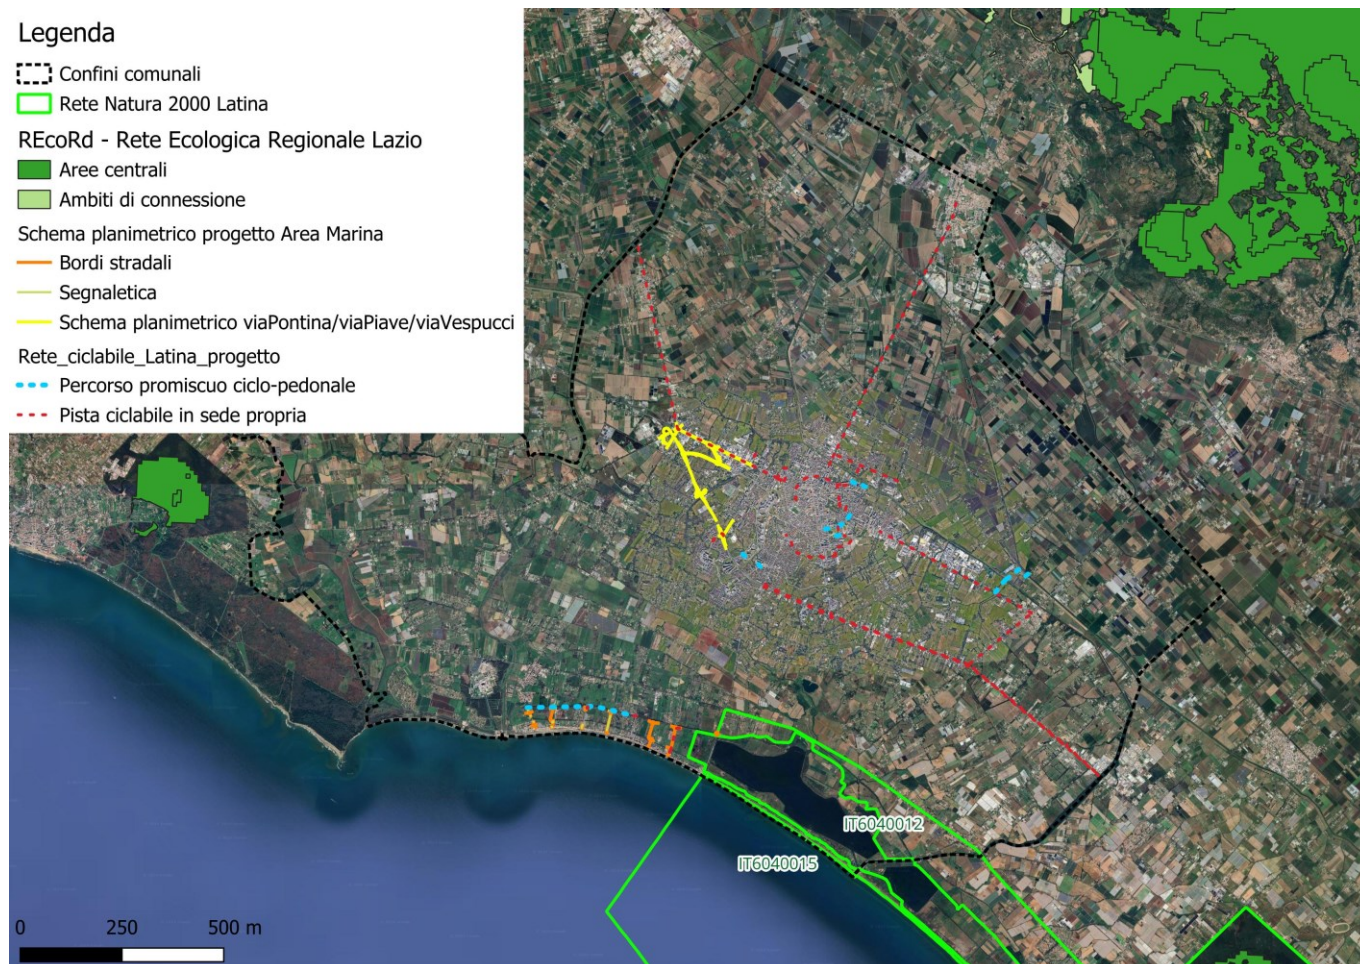 Legenda
Confini comunali
Rete Natura 2000 Latina
REcoRd - Rete Ecologica Regionale Lazio
Aree centrali
Ambiti di connessione
Schema planimetrico progetto Area Marina
Bordi stradali
Segnaletica
Schema planimetrico viaPontina/viaPiave/viaVespucci
Rete_ciclabile_Latina_progetto
Percorso promiscuo ciclo-pedonale
Pista ciclabile in sede propria
IT6040012
IT6040015
0 250 500 m